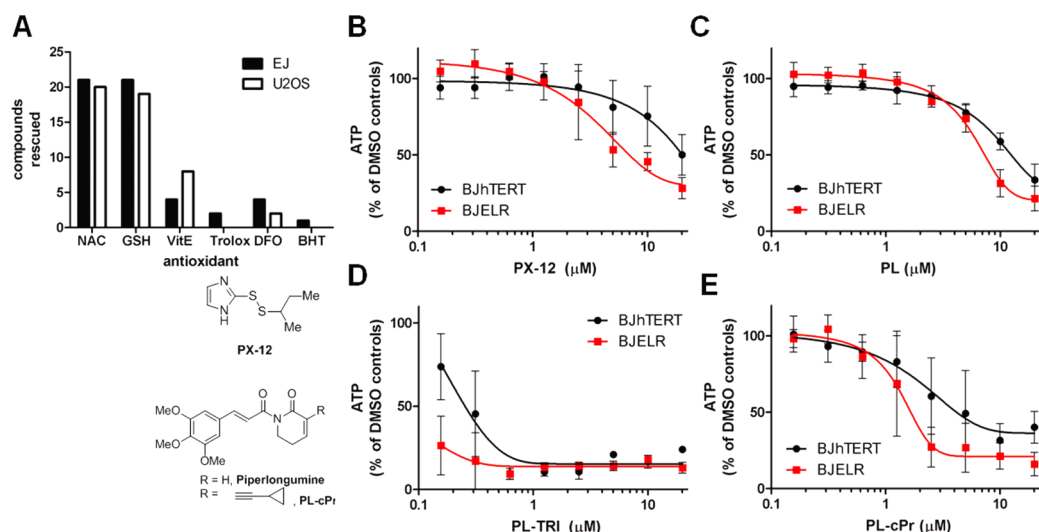 A
compounds
rescued
25
20
15
10
5
0
EJ
U2OS
NAC GSH VitE Trolox DFO BHT
antioxidant
N
N
H
S
S
Me
Me
PX-12
MeO
MeO
OMe
O
N
O
R
R = H, Piperlongumine
R = , PL-cPr
B
ATP
(% of DMSO controls)
100
50
0
BJhTERT
BJELR
0.1 1 10
PX-12 (μM)
C
ATP
(% of DMSO controls)
100
50
0
BJhTERT
BJELR
0.1 1 10
PL (μM)
D
ATP
(% of DMSO controls)
100
50
0
BJhTERT
BJELR
0.1 1 10
PL-TRI (μM)
E
ATP
(% of DMSO controls)
100
50
0
BJhTERT
BJELR
0.1 1 10
PL-cPr (μM)